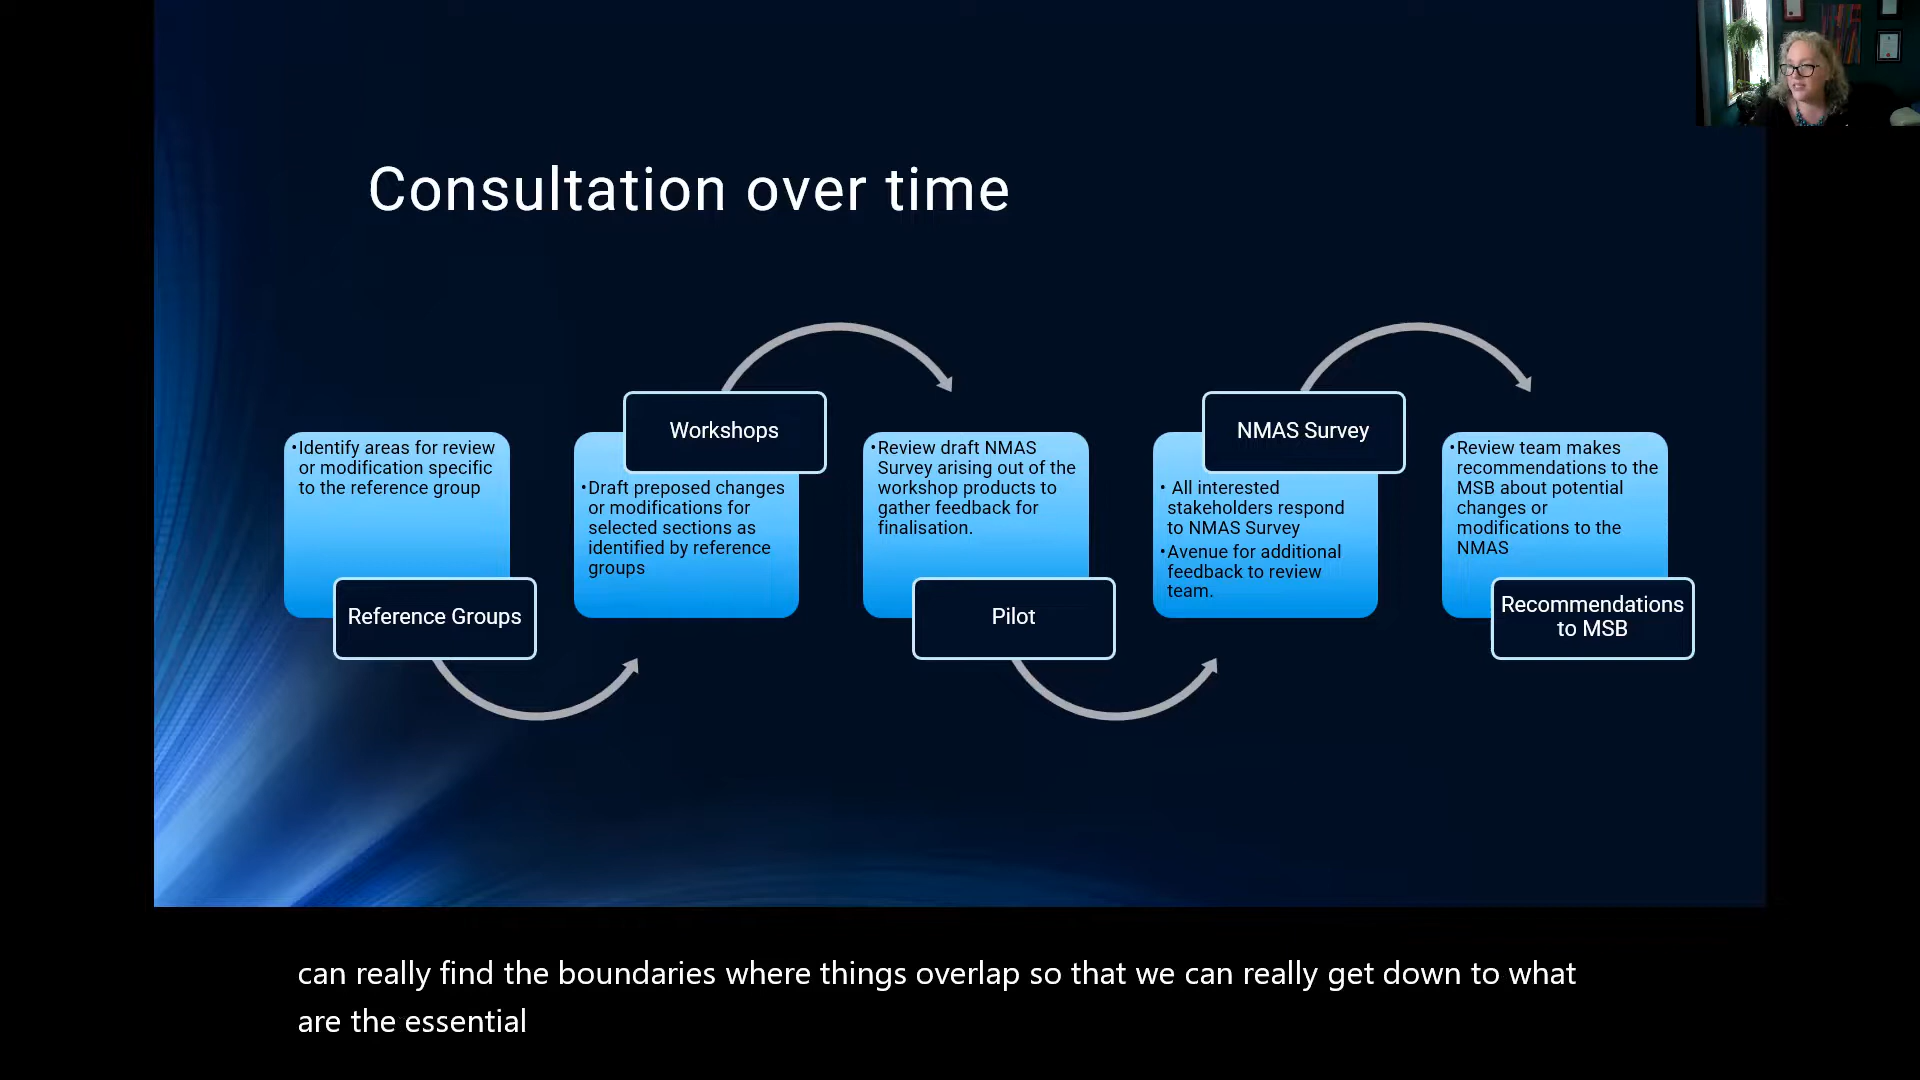 Consultation over time
•Identify areas for review
or modification specific
to the reference group
Reference Groups
Workshops
•Draft preposed changes
or modifications for
selected sections as
identified by reference
groups
•Review draft NMAS
Survey arising out of the
workshop products to
gather feedback for
finalisation.
Pilot
NMAS Survey
• All interested
stakeholders respond
to NMAS Survey
•Avenue for additional
feedback to review
team.
•Review team makes
recommendations to the
MSB about potential
changes or
modifications to the
NMAS
Recommendations
to MSB
can really find the boundaries where things overlap so that we can really get down to what
are the essential